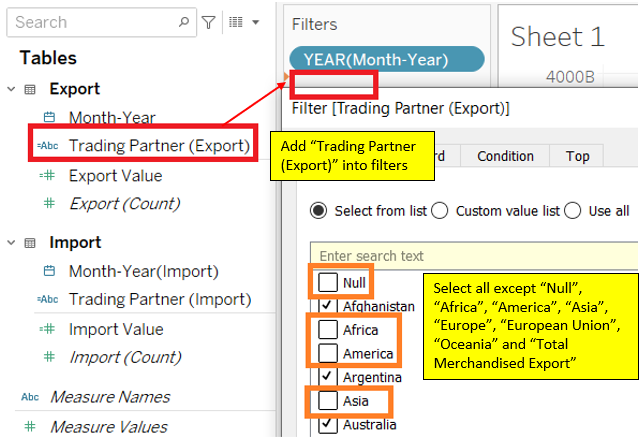 Search
Tables
Export
Month-Year
=Abc Trading Partner (Export)
Export Value
Export (Count)
Import
Month-Year(Import)
=Abc Trading Partner (Import)
Import Value
Import (Count)
Abc Measure Names
Measure Values
Filters
YEAR(Month-Year)
Sheet 1
4000B
Filter [Trading Partner (Export)]
Add “Trading Partner
(Export)” into filters
Condition
Top
Select from list
Custom value list
Use all
Enter search text
Null
Afghanistan
Africa
America
Argentina
Asia
Australia
Select all except “Null”,
“Africa”, “America”, “Asia”,
“Europe”, “European Union”,
“Oceania” and “Total
Merchandised Export”